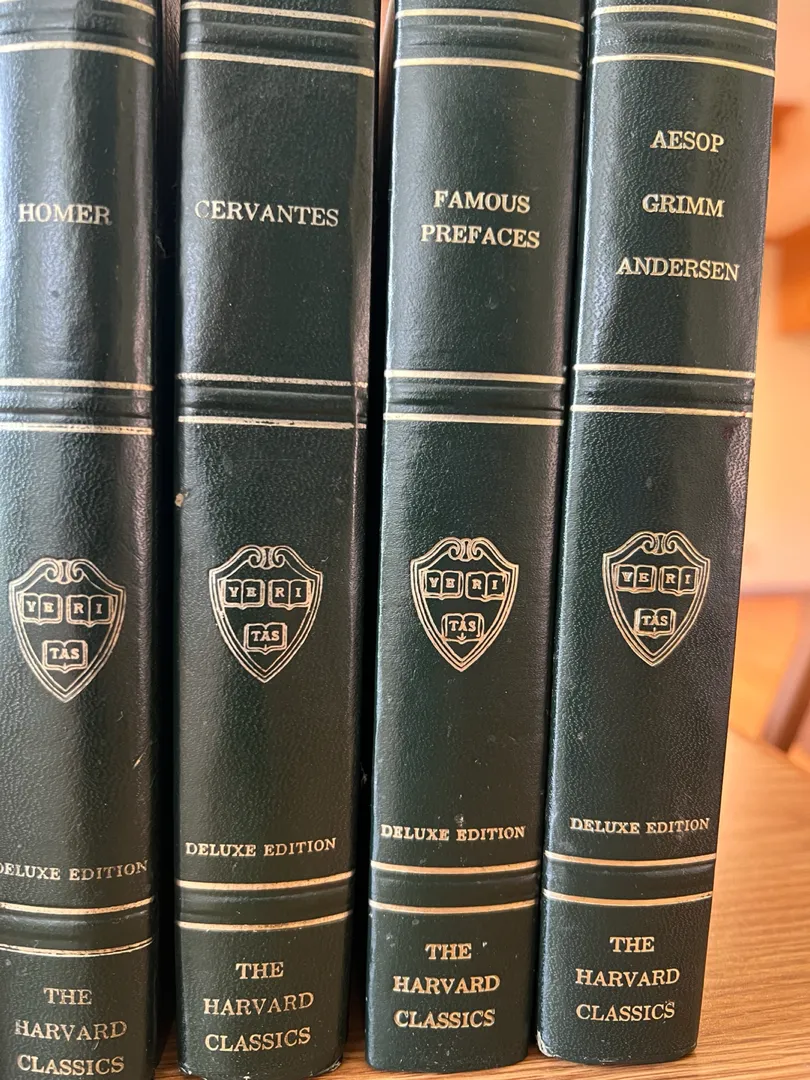 HOMER
VE RI
TAS
DELUXE EDITION
THE
HARVARD
CLASSICS
CERVANTES
VE RI
TAS
DELUXE EDITION
THE
HARVARD
CLASSICS
FAMOUS
PREFACES
VE RI
TAS
DELUXE EDITION
THE
HARVARD
CLASSICS
AESOP
GRIMM
ANDERSEN
VE RI
TAS
DELUXE EDITION
THE
HARVARD
CLASSICS